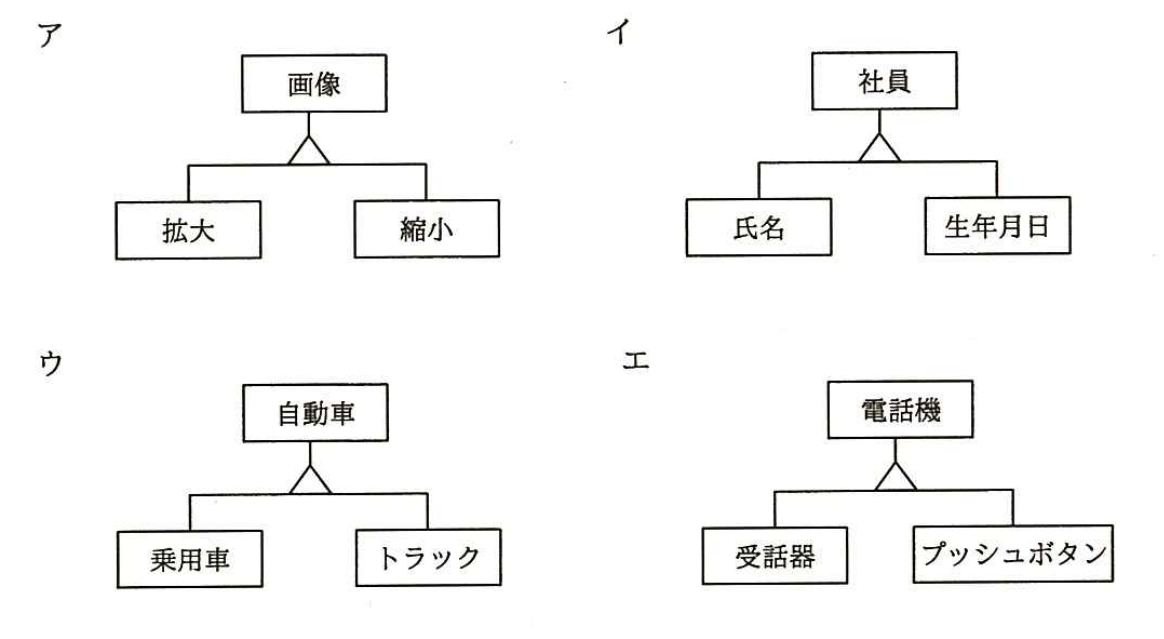 ア
画像
拡大
縮小
イ
社員
氏名
生年月日
ウ
自動車
乗用車
トラック
エ
電話機
受話器
プッシュボタン